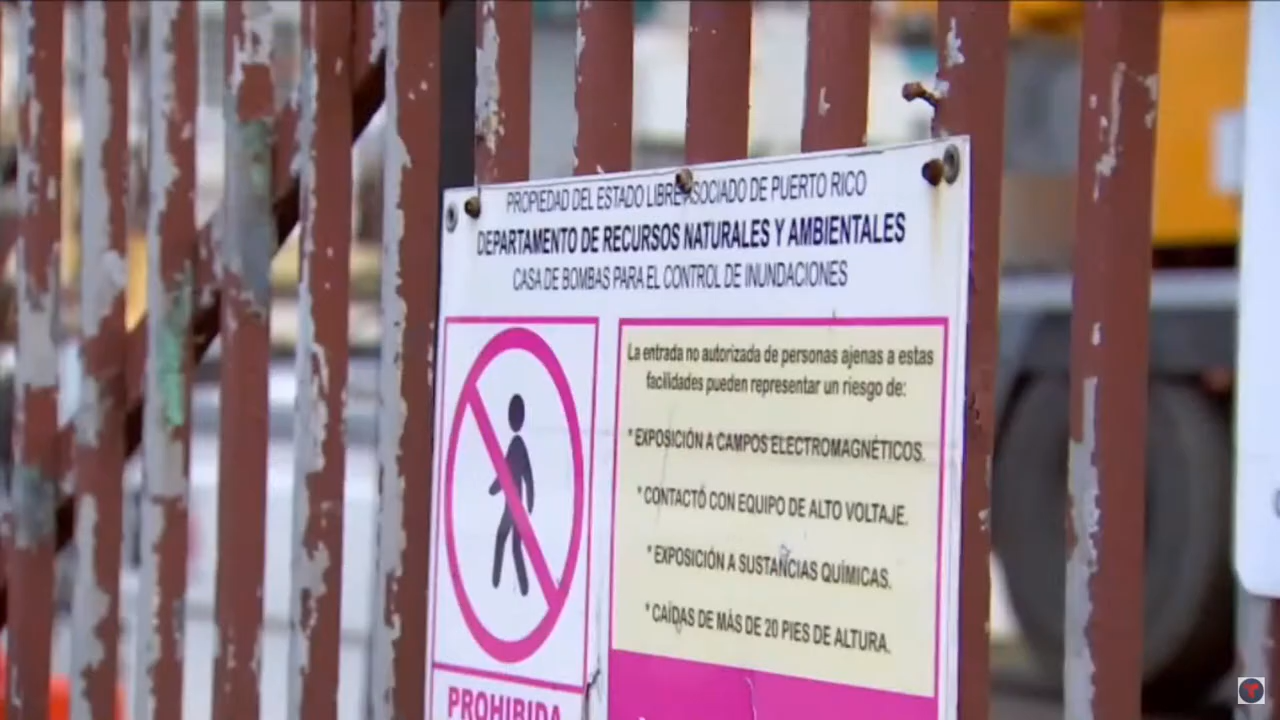 PROPIEDAD DEL ESTADO LIBRE ASOCIADO DE PUERTO RICO
DEPARTAMENTO DE RECURSOS NATURALES Y AMBIENTALES
CASA DE BOMBAS PARA EL CONTROL DE INUNDACIONES
La entrada no autorizada de personas ajenas a estas
facilidades pueden representar un riesgo de:
* EXPOSICIÓN A CAMPOS ELECTROMAGNÉTICOS.
* CONTACTO CON EQUIPO DE ALTO VOLTAJE.
* EXPOSICIÓN A SUSTANCIAS QUÍMICAS.
* CAÍDAS DE MÁS DE 20 PIES DE ALTURA.
PROHIBIDA